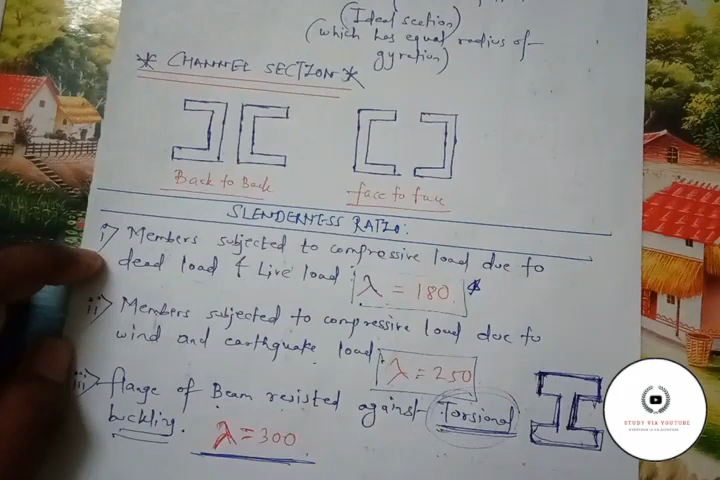 (Ideal section)
(which has equal radius of
gyration)
* CHANNEL SECTION *
Back to Back
face to face
SLENDERNESS RATIO:
i) Members subjected to compressive load due to
dead load & Live load :
λ = 180.
ii) Members subjected to compressive load due to
wind and earthquake load.
λ = 250
iii) flange of Beam resisted against Torsional
buckling.
λ = 300
STUDY VIA YOUTUBE